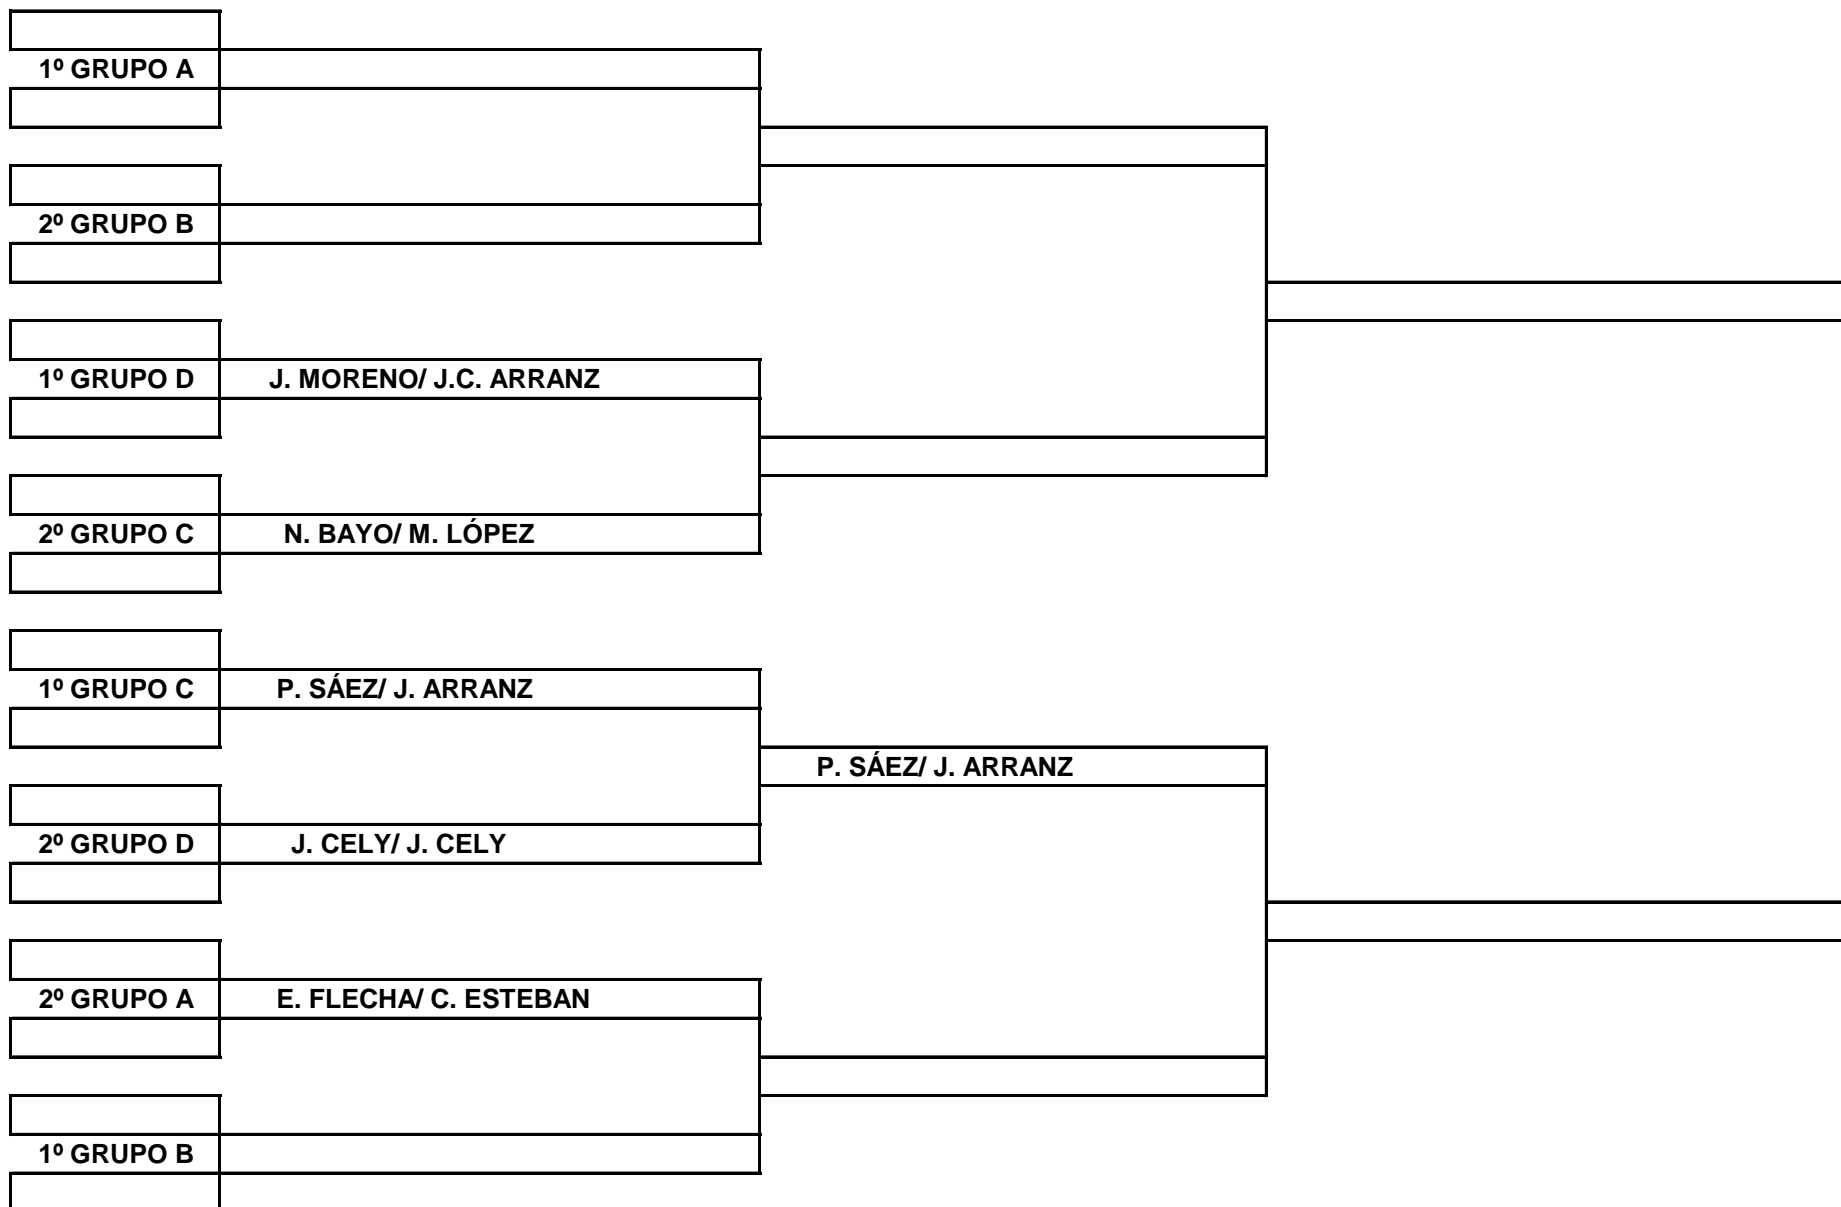 1º GRUPO A
2º GRUPO B
1º GRUPO D J. MORENO/ J.C. ARRANZ
2º GRUPO C N. BAYO/ M. LÓPEZ
1º GRUPO C P. SÁEZ/ J. ARRANZ
P. SÁEZ/ J. ARRANZ
2º GRUPO D J. CELY/ J. CELY
2º GRUPO A E. FLECHA/ C. ESTEBAN
1º GRUPO B